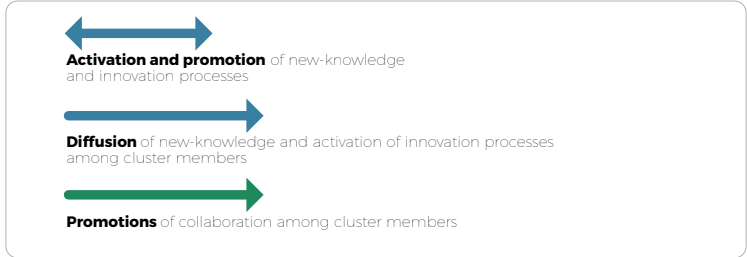 Activation and promotion of new-knowledge
and innovation processes
Diffusion of new-knowledge and activation of innovation processes
among cluster members
Promotions of collaboration among cluster members